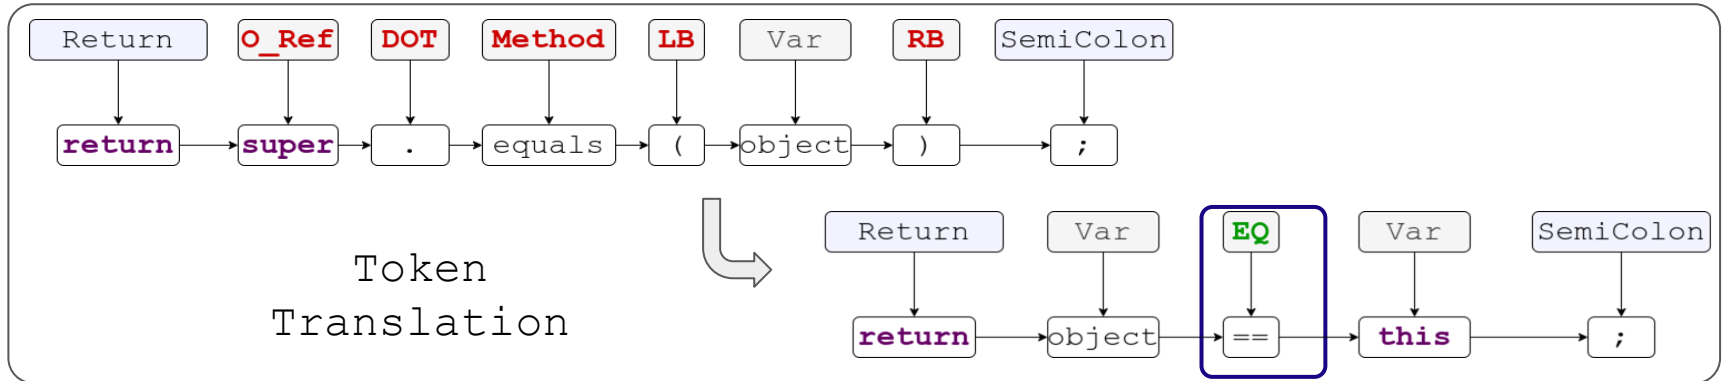 Return O_Ref DOT Method LB Var RB SemiColon
return super . equals ( object ) ;
Return Var EQ Var SemiColon
Token
Translation
return object == this ;